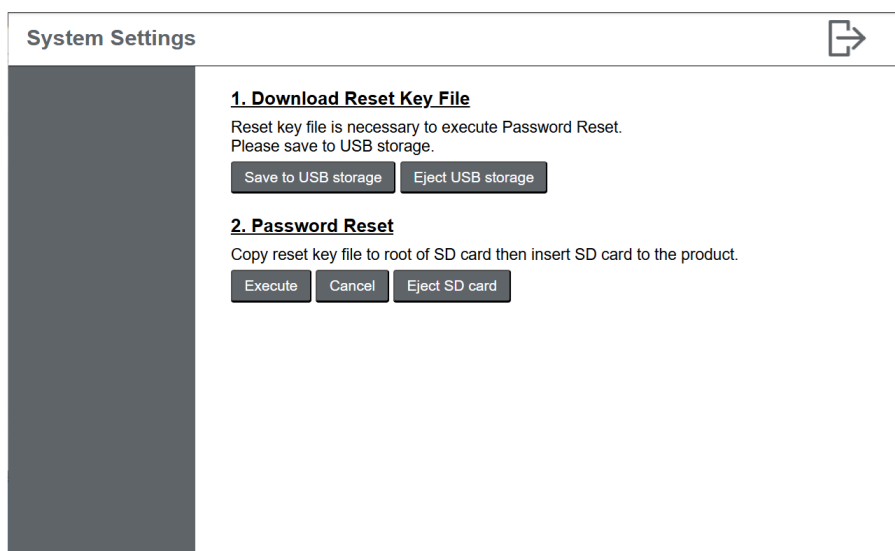 System Settings
1. Download Reset Key File
Reset key file is necessary to execute Password Reset.
Please save to USB storage.
Save to USB storage Eject USB storage
2. Password Reset
Copy reset key file to root of SD card then insert SD card to the product.
Execute Cancel Eject SD card